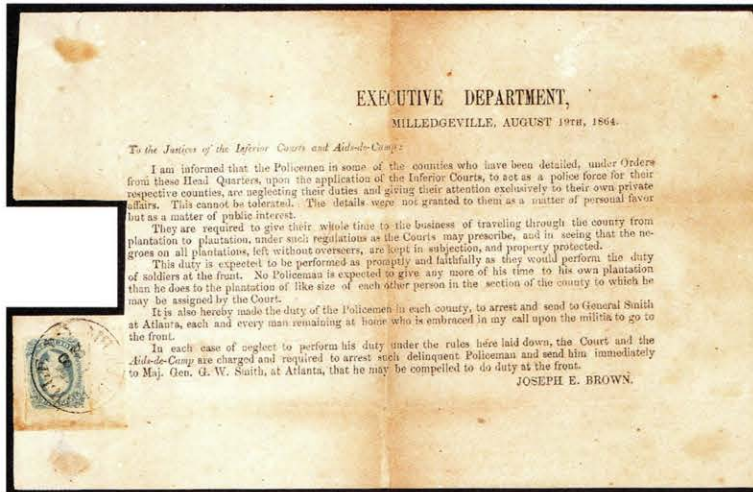 EXECUTIVE DEPARTMENT,
MILLEDGEVILLE, AUGUST 19TH, 1864.
To the Justices of the Inferior Courts and Aids-de-Camp:
I am informed that the Policemen in some of the counties who have been detailed, under Orders
from these Head Quarters, upon the application of the Inferior Courts, to act as a police force for their
respective counties, are neglecting their duties and giving their attention exclusively to their own private
affairs. This cannot be tolerated. The details were not granted to them as a matter of personal favor
but as a matter of public interest.
They are required to give their whole time to the business of traveling through the county from
plantation to plantation, under such regulations as the Courts may prescribe, and in seeing that the ne-
groes on all plantations, left without overseers, are kept in subjection, and property protected.
This duty is expected to be performed as promptly and faithfully as they would perform the duty
of soldiers at the front. No Policeman is expected to give any more of his time to his own plantation
than he does to the plantation of like size of each other person in the section of the county to which he
may be assigned by the Court.
It is also hereby made the duty of the Policemen in each county, to arrest and send to General Smith
at Atlanta, each and every man remaining at home who is embraced in my call upon the militia to go to
the front.
In each case of neglect to perform his duty under the rules here laid down, the Court and the
Aids-de-Camp are charged and required to arrest such delinquent Policeman and send him immediately
to Maj. Gen. G. W. Smith, at Atlanta, that he may be compelled to do duty at the front.
JOSEPH E. BROWN.